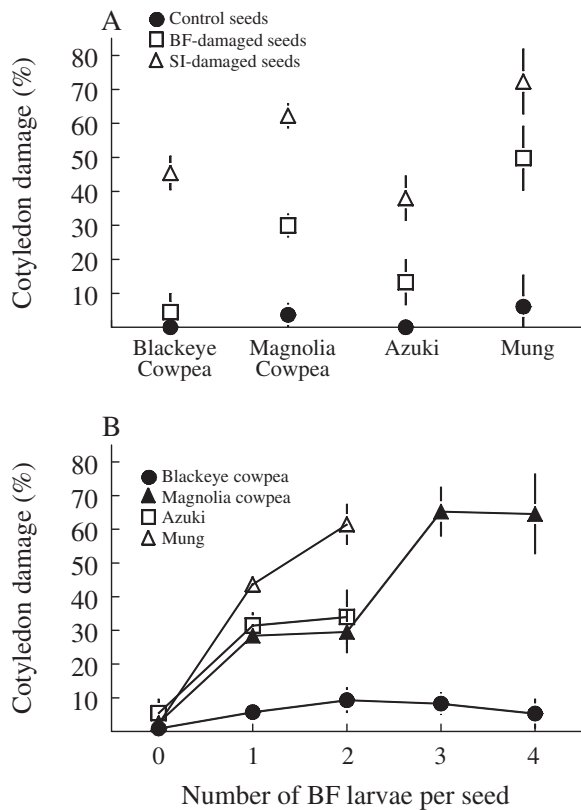 A
Control seeds
BF-damaged seeds
SI-damaged seeds
Cotyledon damage (%)
80
70
60
50
40
30
20
10
Blackeye
Cowpea
Magnolia
Cowpea
Azuki
Mung
B
Blackeye cowpea
Magnolia cowpea
Azuki
Mung
Cotyledon damage (%)
80
70
60
50
40
30
20
10
0
1
2
3
4
Number of BF larvae per seed